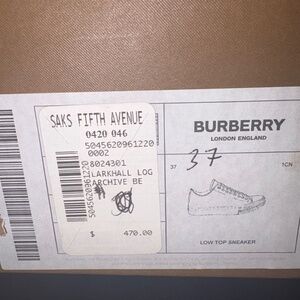 SAKS FIFTH AVENUE
0420 046
5045620961220
0002
8024301
LARKHALL LOG
ARCHIVE BE
$ 470.00
5045620961220
BURBERRY
LONDON ENGLAND
37
37
1CN
LOW TOP SNEAKER